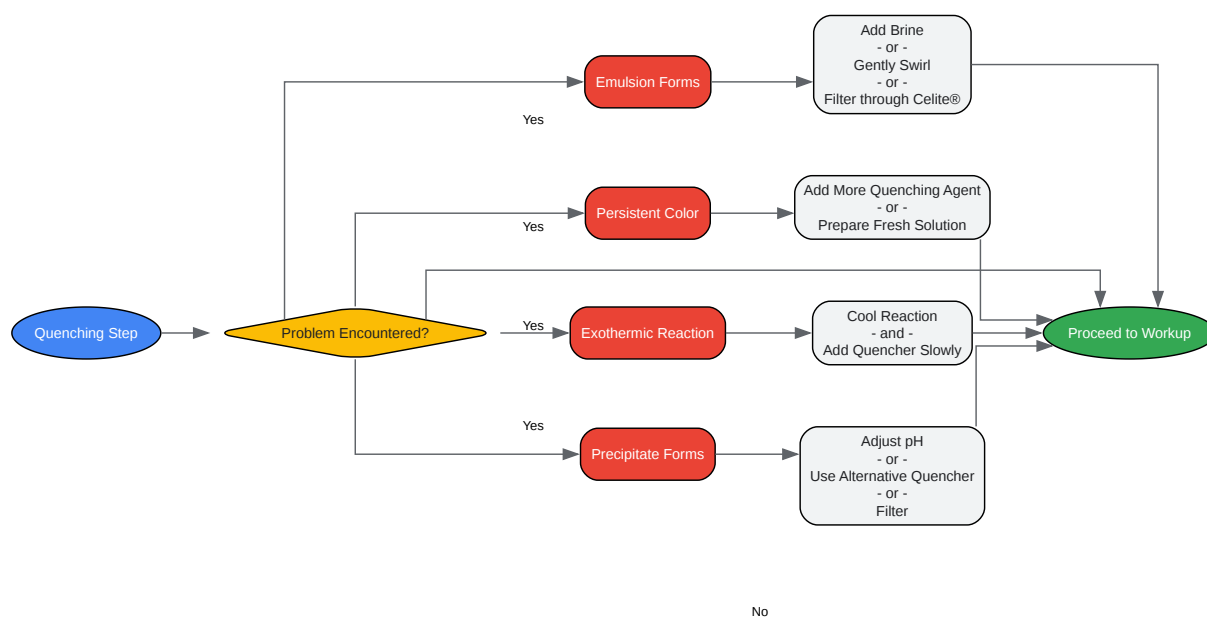 Quenching Step
Problem Encountered?
Yes
Emulsion Forms
Add Brine
- or -
Gently Swirl
- or -
Filter through Celite®
Yes
Persistent Color
Add More Quenching Agent
- or -
Prepare Fresh Solution
Yes
Exothermic Reaction
Cool Reaction
- and -
Add Quencher Slowly
Yes
Precipitate Forms
Adjust pH
- or -
Use Alternative Quencher
- or -
Filter
Proceed to Workup
No